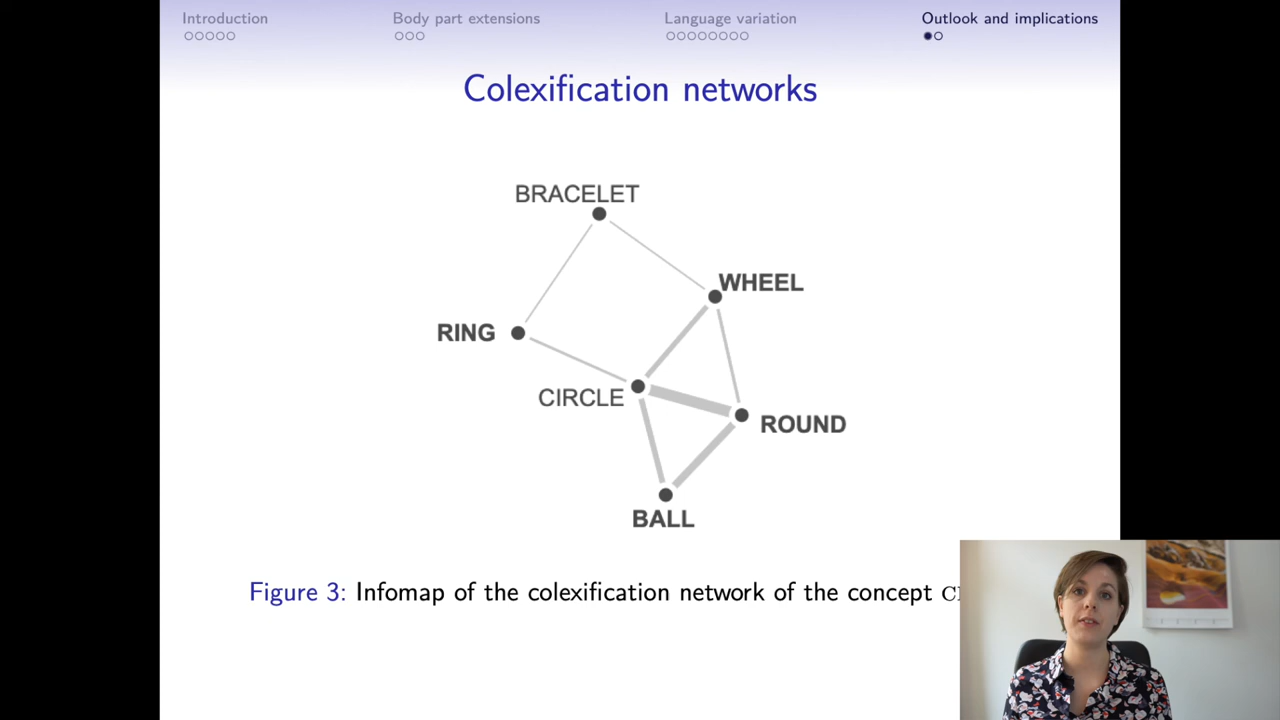 Introduction
Body part extensions
Language variation
Outlook and implications
Colexification networks
BRACELET
WHEEL
RING
CIRCLE
ROUND
BALL
Figure 3: Infomap of the colexification network of the concept